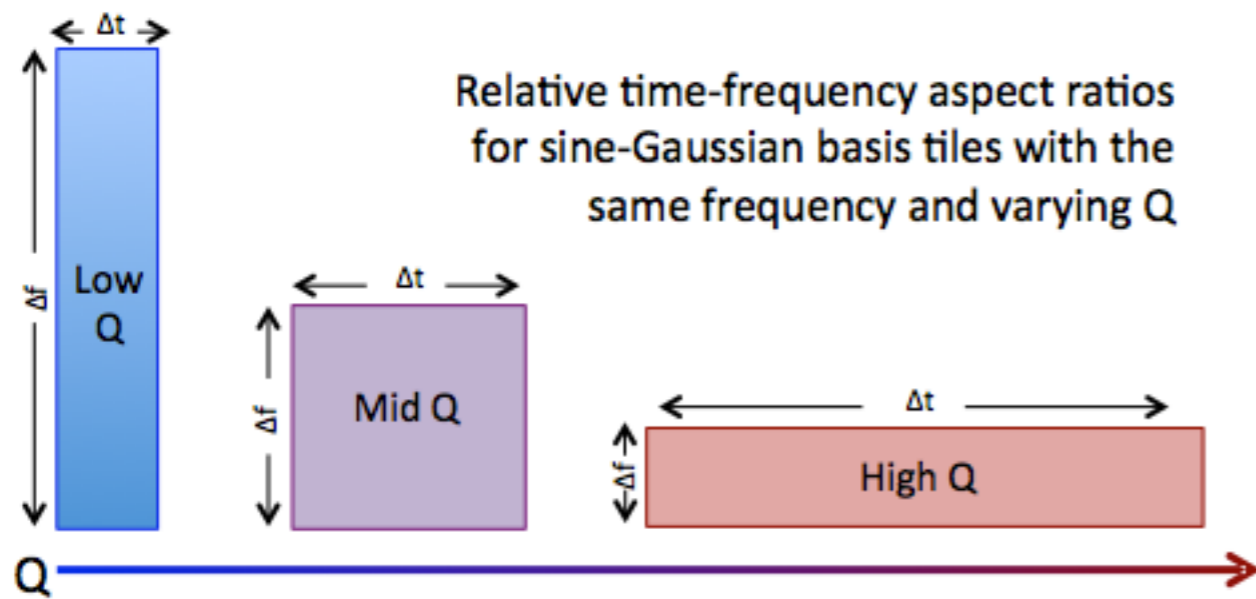 Δt
Relative time-frequency aspect ratios
for sine-Gaussian basis tiles with the
same frequency and varying Q
Δf
Low
Q
Δt
Δf
Mid Q
Δt
Δf
High Q
Q